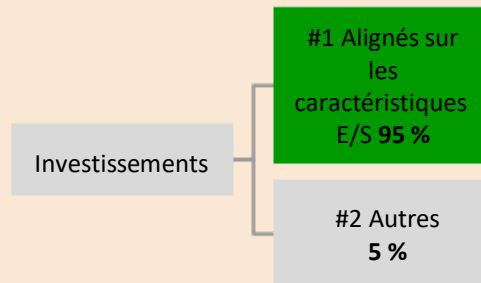 #1 Alignés sur
les
caractéristiques
E/S 95 %
Investissements
#2 Autres
5 %